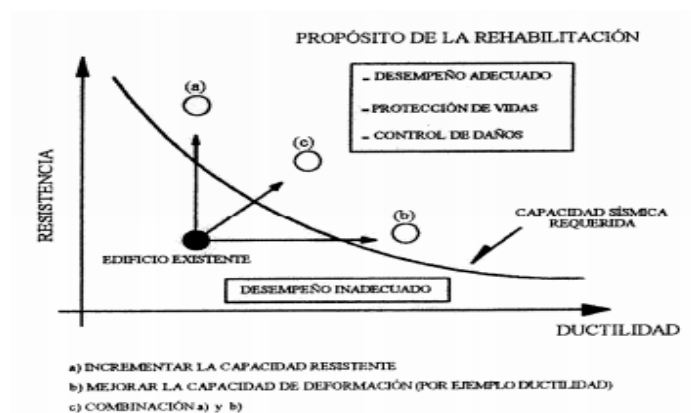 PROPÓSITO DE LA REHABILITACIÓN
- DESEMPEÑO ADECUADO
- PROTECCIÓN DE VIDAS
- CONTROL DE DAÑOS
(a)
(c)
(b)
RESISTENCIA
CAPACIDAD SÍSMICA
REQUERIDA
EDIFICIO EXISTENTE
DESEMPEÑO INADECUADO
DUCTILIDAD
a) INCREMENTAR LA CAPACIDAD RESISTENTE
b) MEJORAR LA CAPACIDAD DE DEFORMACIÓN (POR EJEMPLO DUCTILIDAD)
c) COMBINACIÓN a) y b)